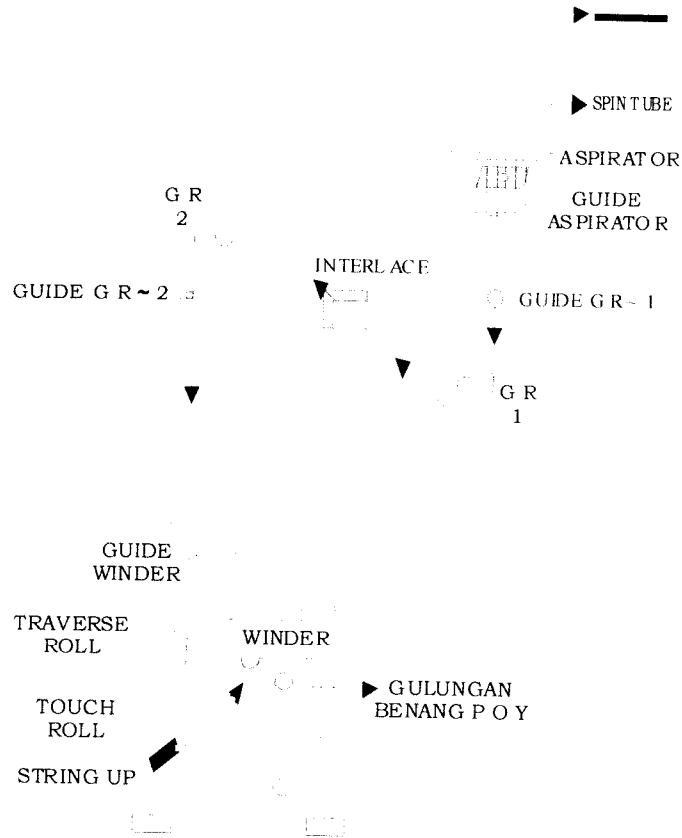 SPIN TUBE
ASPIRATOR
GUIDE
ASPIRATOR
G R
2
INTERLACE
GUIDE G R ~ 2
GUIDE G R ~ 1
G R
1
GUIDE
WINDER
TRAVERSE
ROLL
WINDER
GULUNGAN
BENANG P O Y
TOUCH
ROLL
STRING UP